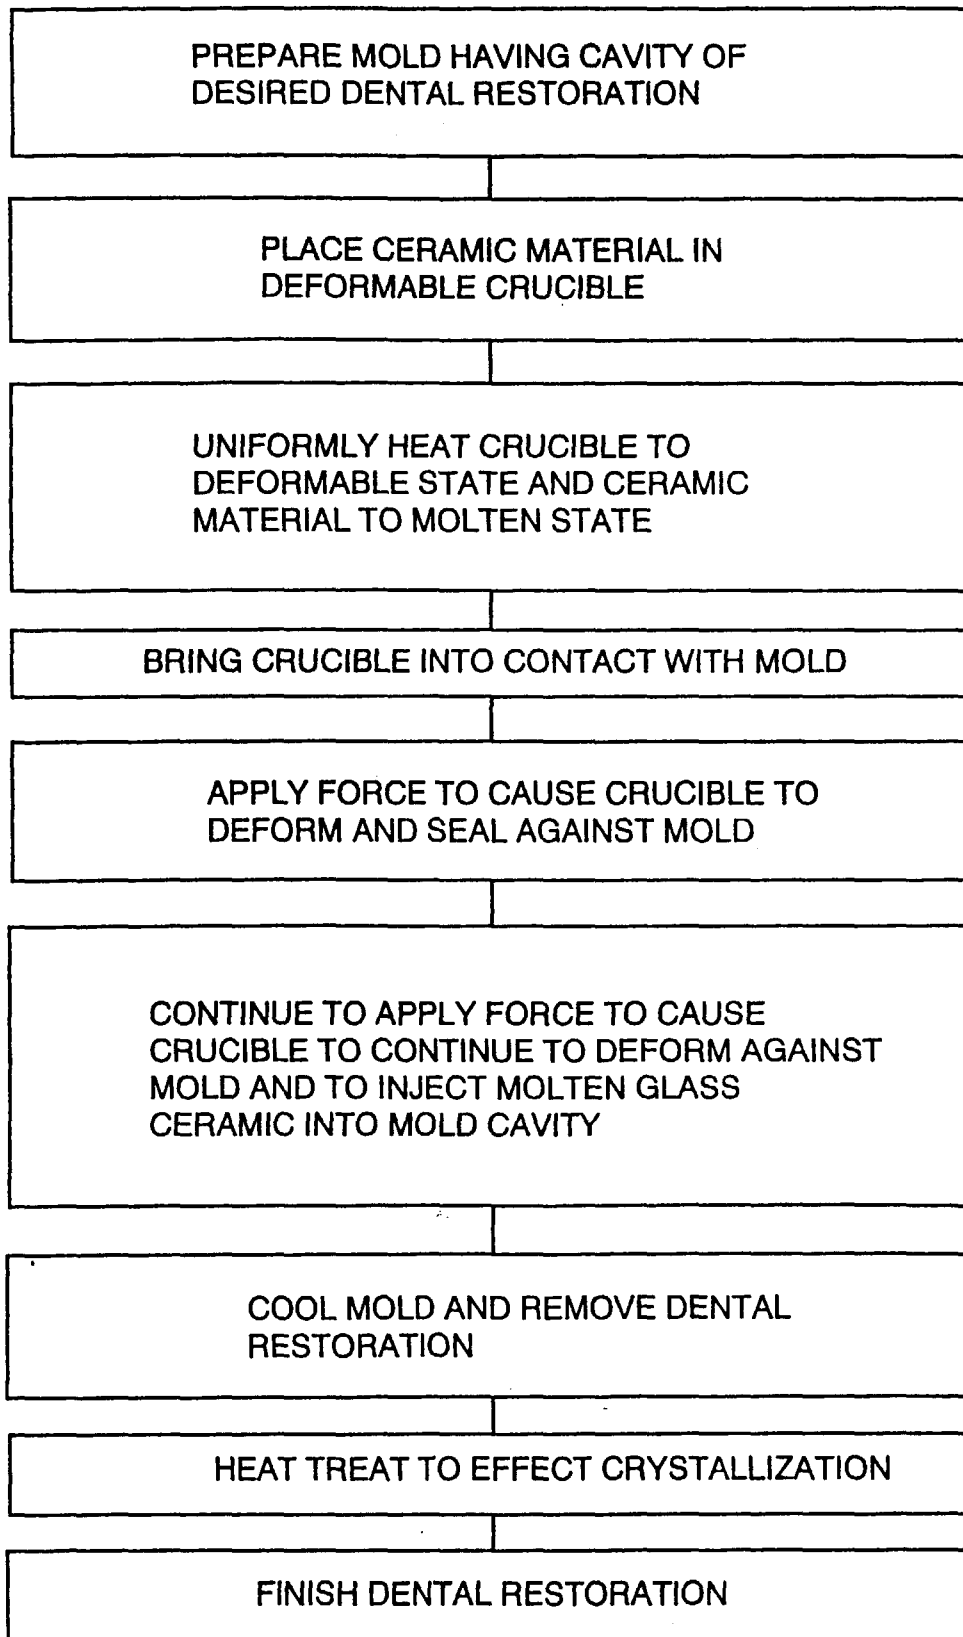 PREPARE MOLD HAVING CAVITY OF
DESIRED DENTAL RESTORATION
PLACE CERAMIC MATERIAL IN
DEFORMABLE CRUCIBLE
UNIFORMLY HEAT CRUCIBLE TO
DEFORMABLE STATE AND CERAMIC
MATERIAL TO MOLTEN STATE
BRING CRUCIBLE INTO CONTACT WITH MOLD
APPLY FORCE TO CAUSE CRUCIBLE TO
DEFORM AND SEAL AGAINST MOLD
CONTINUE TO APPLY FORCE TO CAUSE
CRUCIBLE TO CONTINUE TO DEFORM AGAINST
MOLD AND TO INJECT MOLTEN GLASS
CERAMIC INTO MOLD CAVITY
COOL MOLD AND REMOVE DENTAL
RESTORATION
HEAT TREAT TO EFFECT CRYSTALLIZATION
FINISH DENTAL RESTORATION